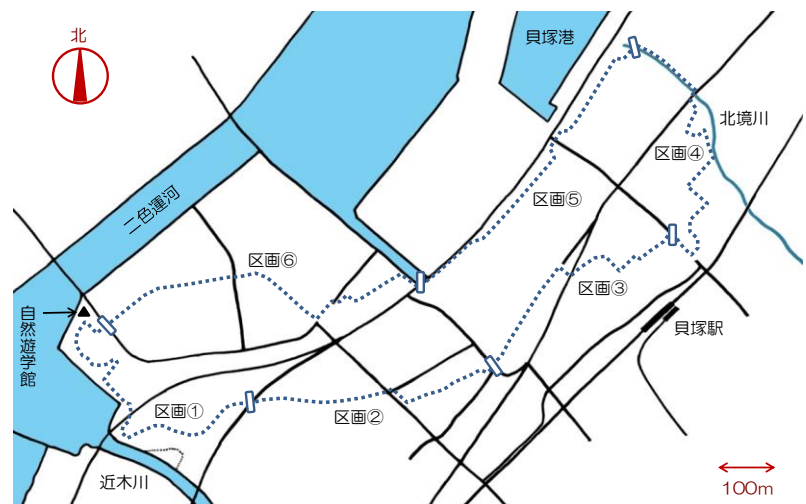 北
貝塚港
北境川
区画④
二色運河
区画⑤
区画⑥
区画③
自然遊学館
貝塚駅
区画①
区画②
近木川
100m